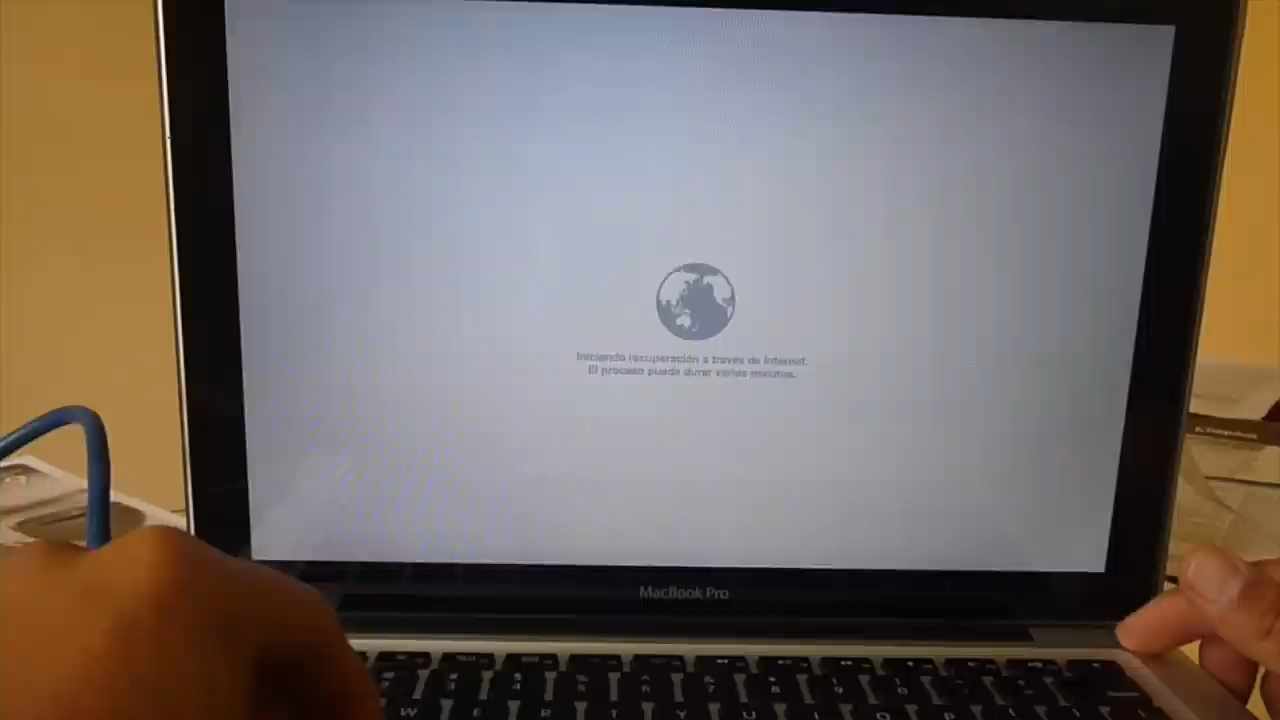 Iniciando recuperación a través de Internet.
El proceso puede durar varios minutos.
MacBook Pro
W E R T Y U I O P